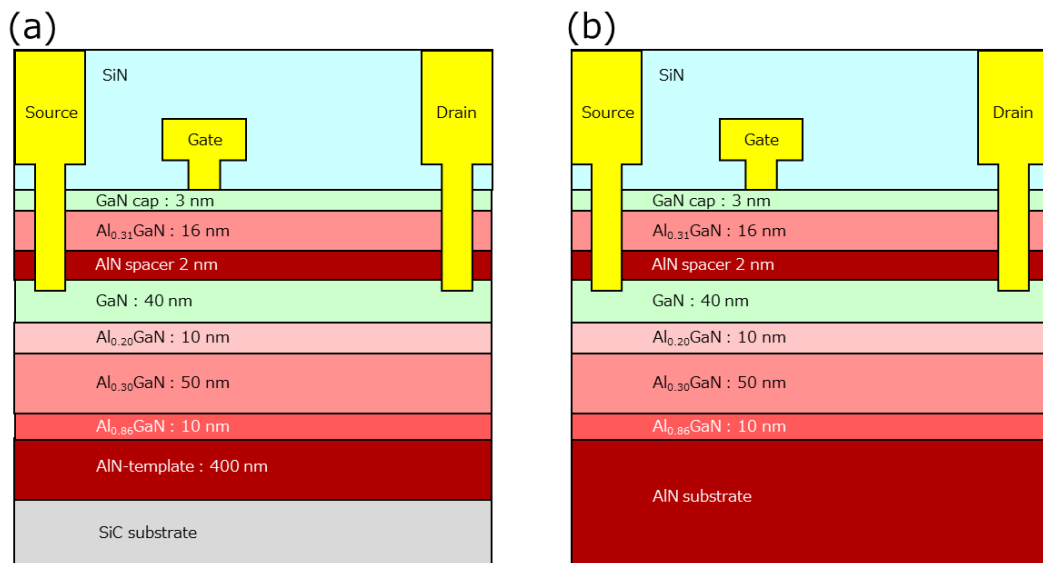 (a)
SiN
Source
Gate
Drain
GaN cap : 3 nm
Al0.31GaN : 16 nm
AlN spacer 2 nm
GaN : 40 nm
Al0.20GaN : 10 nm
Al0.30GaN : 50 nm
Al0.86GaN : 10 nm
AlN-template : 400 nm
SiC substrate
(b)
SiN
Source
Gate
Drain
GaN cap : 3 nm
Al0.31GaN : 16 nm
AlN spacer 2 nm
GaN : 40 nm
Al0.20GaN : 10 nm
Al0.30GaN : 50 nm
Al0.86GaN : 10 nm
AlN substrate